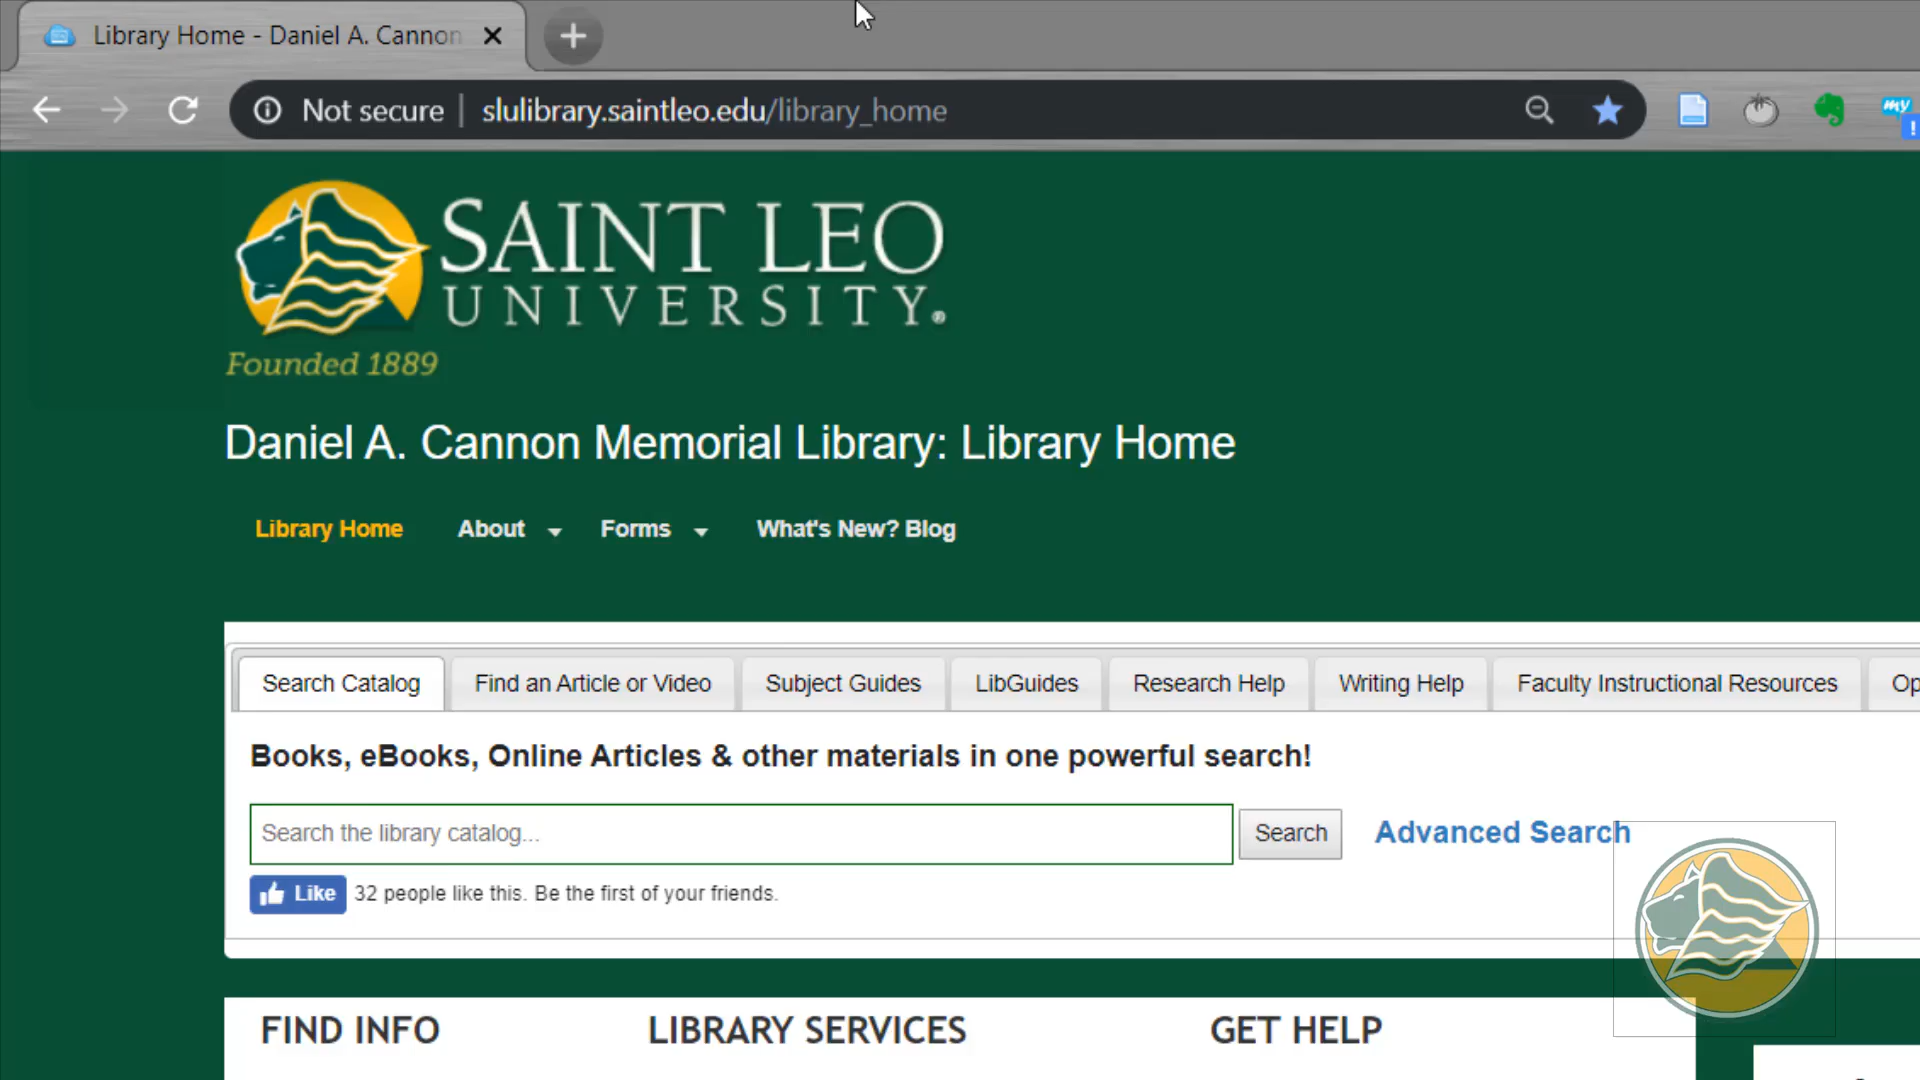 Library Home - Daniel A. Cannon
Not secure | slulibrary.saintleo.edu/library_home
my
!
SAINT LEO
UNIVERSITY®
Founded 1889
Daniel A. Cannon Memorial Library: Library Home
Library Home About Forms What's New? Blog
Search Catalog Find an Article or Video Subject Guides LibGuides Research Help Writing Help Faculty Instructional Resources Op
Books, eBooks, Online Articles & other materials in one powerful search!
Search the library catalog... Search Advanced Search
Like 32 people like this. Be the first of your friends.
FIND INFO LIBRARY SERVICES GET HELP